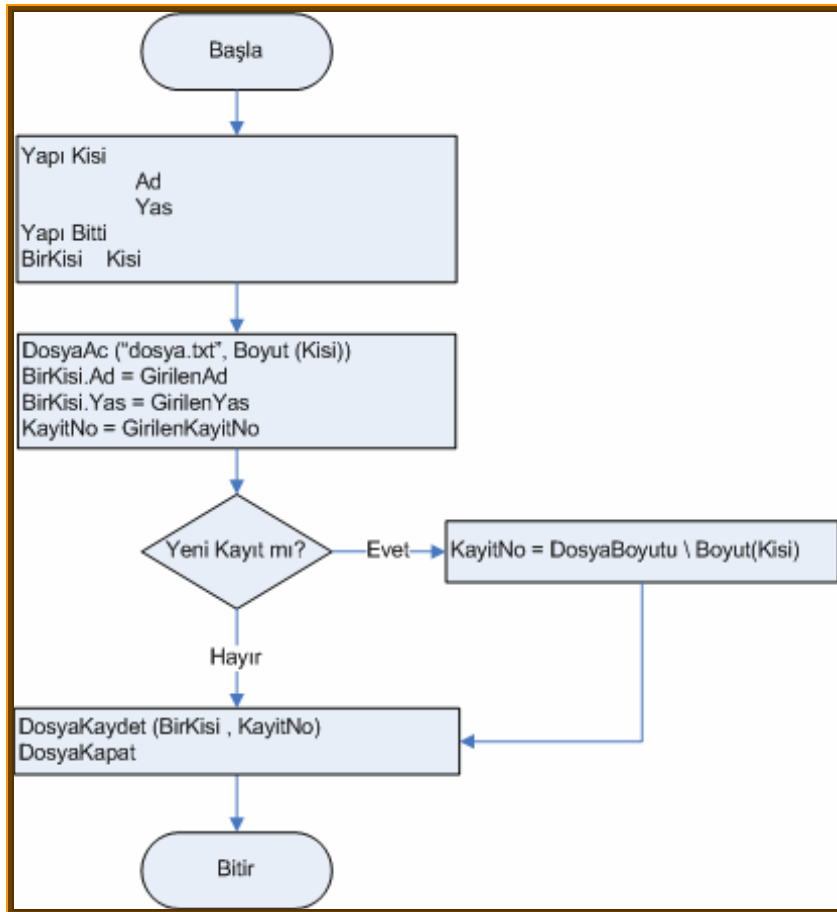 Başla
Yapı Kisi
Ad
Yas
Yapı Bitti
BirKisi Kisi
DosyaAc (“dosya.txt”, Boyut (Kisi))
BirKisi.Ad = GirilenAd
BirKisi.Yas = GirilenYas
KayitNo = GirilenKayitNo
Yeni Kayıt mı?
Evet
KayitNo = DosyaBoyutu \ Boyut(Kisi)
Hayır
DosyaKaydet (BirKisi , KayitNo)
DosyaKapat
Bitir